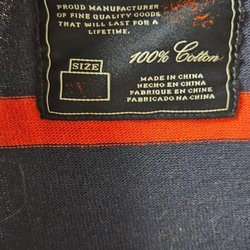 PROUD MANUFACTURER
OF FINE QUALITY GOODS
THAT WILL LAST FOR A
LIFETIME.
100% Cotton
SIZE
MADE IN CHINA
HECHO EN CHINA
FABRIQUE EN CHINE
FABRICADO NA CHINA